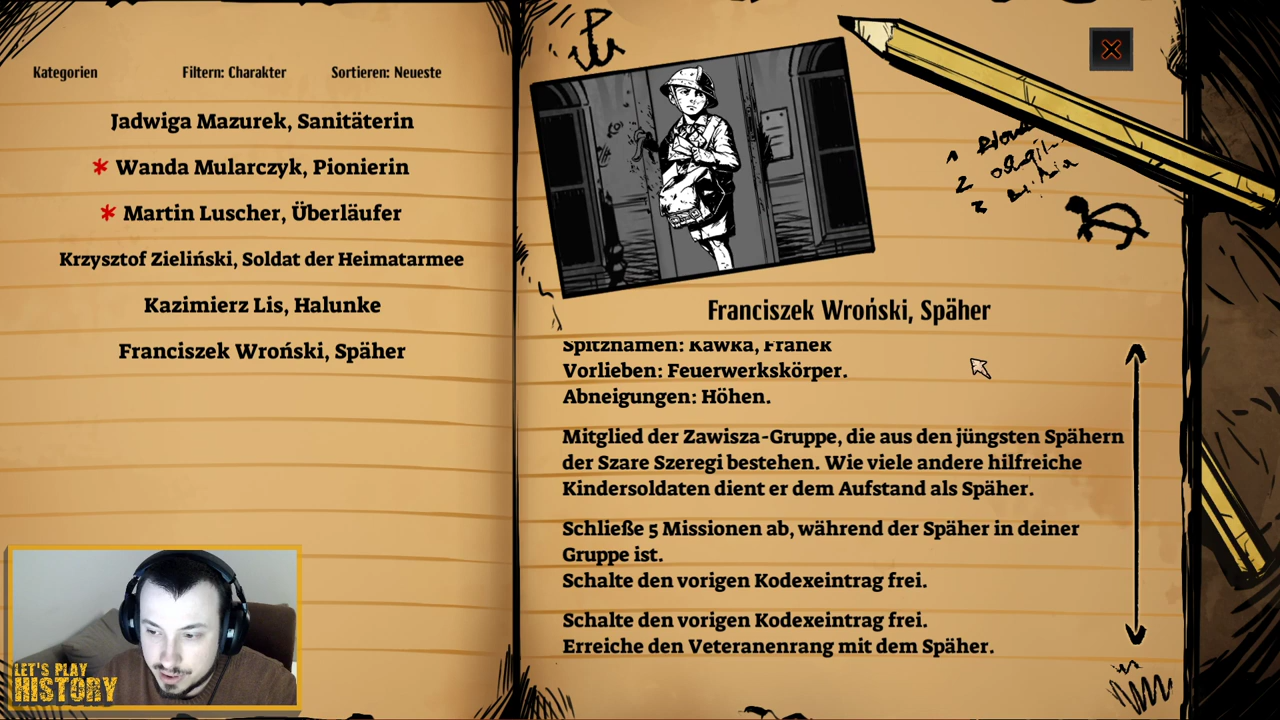 Kategorien
Filtern: Charakter
Sortieren: Neueste
Jadwiga Mazurek, Sanitäterin
* Wanda Mularczyk, Pionierin
* Martin Luscher, Überläufer
Krzysztof Zieliński, Soldat der Heimatarmee
Kazimierz Lis, Halunke
Franciszek Wroński, Späher
Franciszek Wroński, Späher
Spitznamen: Kawka, Franek
Vorlieben: Feuerwerkskörper.
Abneigungen: Höhen.
Mitglied der Zawisza-Gruppe, die aus den jüngsten Spähern
der Szare Szeregi bestehen. Wie viele andere hilfreiche
Kindersoldaten dient er dem Aufstand als Späher.
Schließe 5 Missionen ab, während der Späher in deiner
Gruppe ist.
Schalte den vorigen Kodexeintrag frei.
Schalte den vorigen Kodexeintrag frei.
Erreiche den Veteranenrang mit dem Späher.
LET'S PLAY
HISTORY